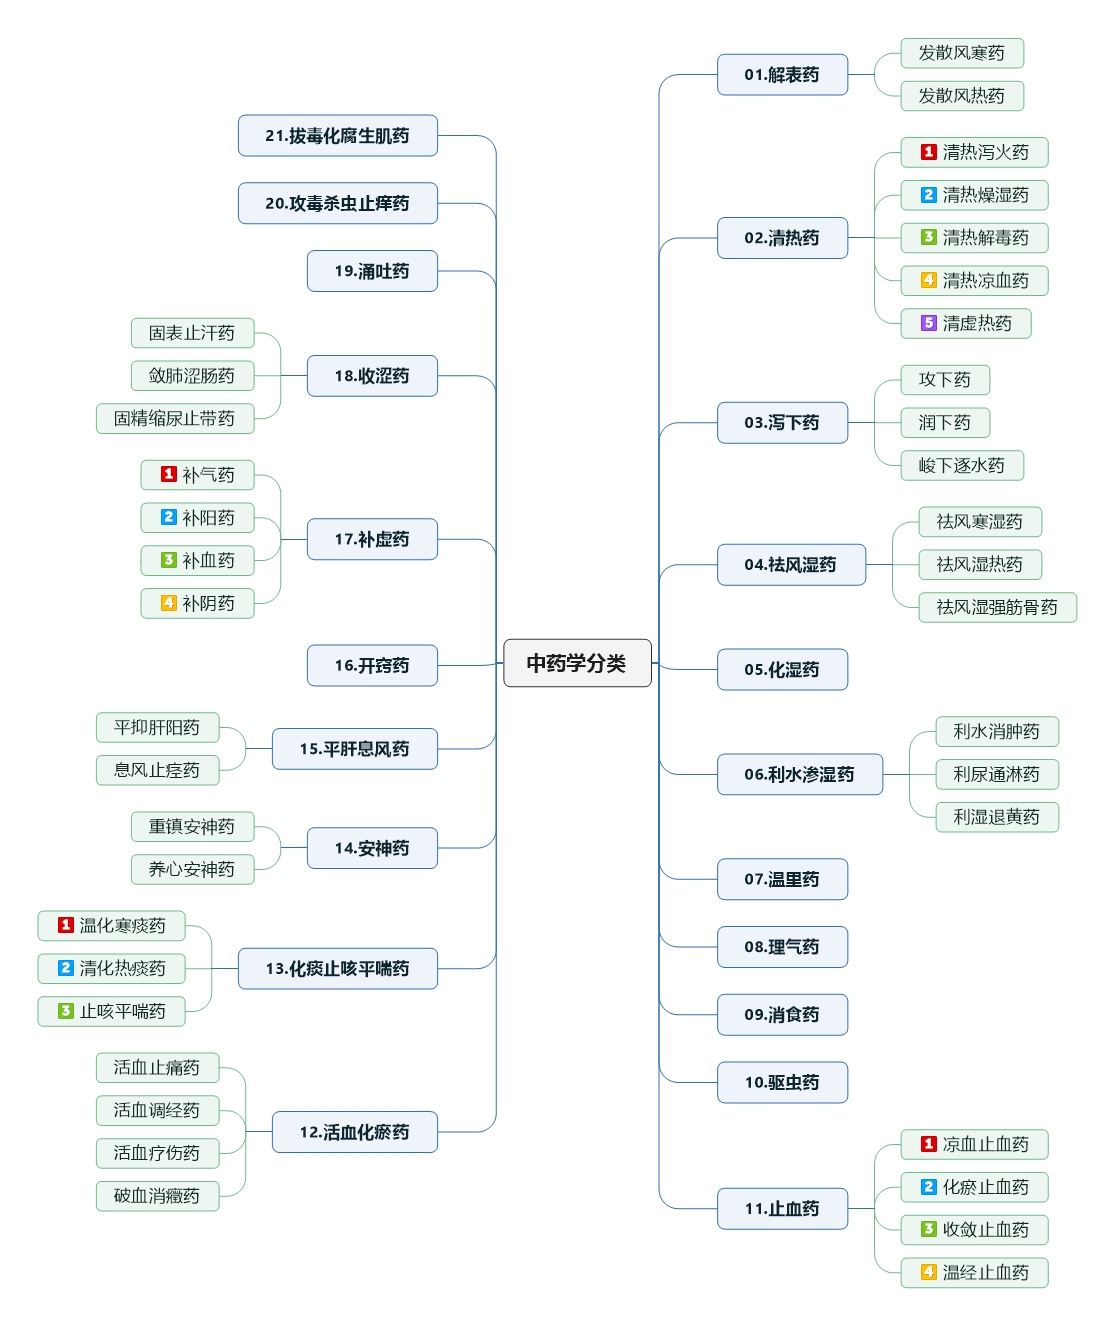 中药学分类
01.解表药
发散风寒药
发散风热药
02.清热药
1 清热泻火药
2 清热燥湿药
3 清热解毒药
4 清热凉血药
5 清虚热药
03.泻下药
攻下药
润下药
峻下逐水药
04.祛风湿药
祛风寒湿药
祛风湿热药
祛风湿强筋骨药
05.化湿药
06.利水渗湿药
利水消肿药
利尿通淋药
利湿退黄药
07.温里药
08.理气药
09.消食药
10.驱虫药
11.止血药
1 凉血止血药
2 化瘀止血药
3 收敛止血药
4 温经止血药
12.活血化瘀药
活血止痛药
活血调经药
活血疗伤药
破血消癥药
13.化痰止咳平喘药
1 温化寒痰药
2 清化热痰药
3 止咳平喘药
14.安神药
重镇安神药
养心安神药
15.平肝息风药
平抑肝阳药
息风止痉药
16.开窍药
17.补虚药
1 补气药
2 补阳药
3 补血药
4 补阴药
18.收涩药
固表止汗药
敛肺涩肠药
固精缩尿止带药
19.涌吐药
20.攻毒杀虫止痒药
21.拔毒化腐生肌药